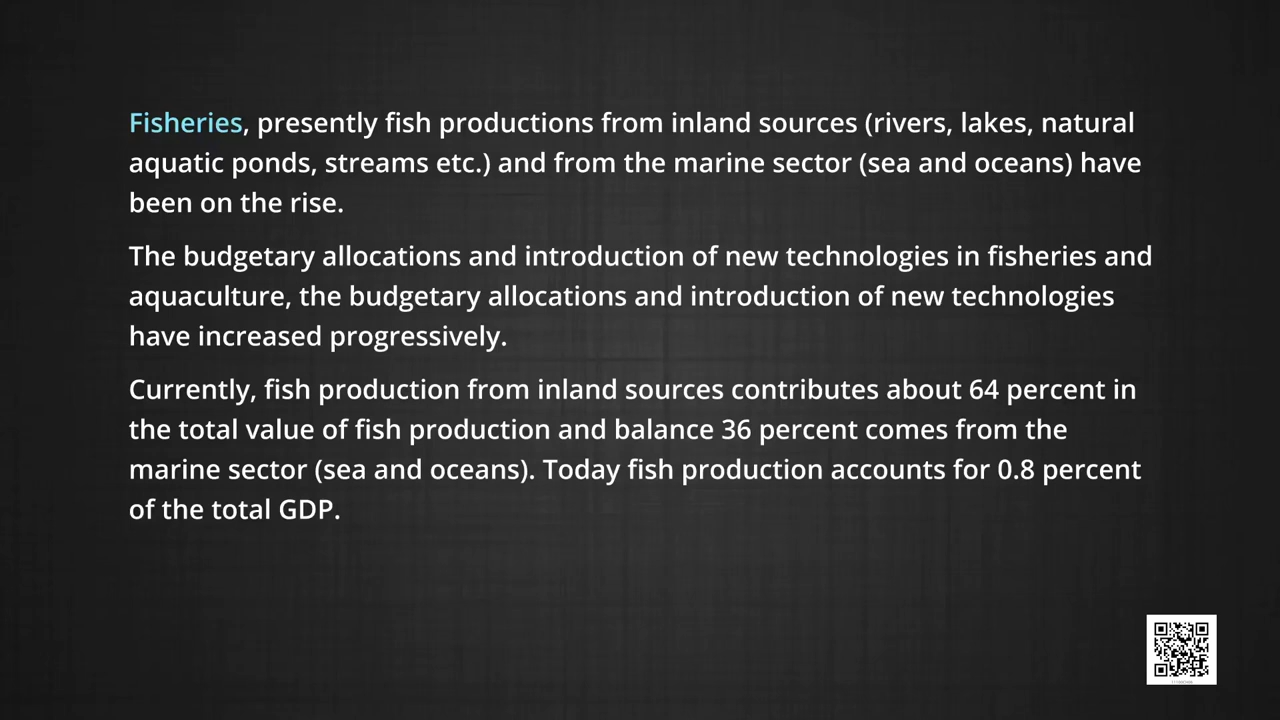 Fisheries, presently fish productions from inland sources (rivers, lakes, natural
aquatic ponds, streams etc.) and from the marine sector (sea and oceans) have
been on the rise.
The budgetary allocations and introduction of new technologies in fisheries and
aquaculture, the budgetary allocations and introduction of new technologies
have increased progressively.
Currently, fish production from inland sources contributes about 64 percent in
the total value of fish production and balance 36 percent comes from the
marine sector (sea and oceans). Today fish production accounts for 0.8 percent
of the total GDP.